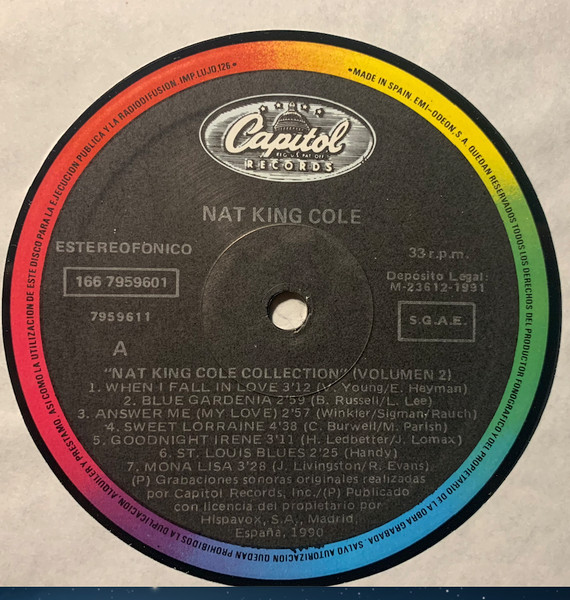 • MADE IN SPAIN. EMI-ODEON, S. A. QUEDAN RESERVADOS TODOS LOS DERECHOS DEL PRODUCTOR FONOGRAFICO Y DEL PROPIETARIO DE LA OBRA GRABADA. SALVO AUTORIZACION QUEDAN PROHIBIDOS LA DUPLICACION, ALQUILER Y PRESTAMO, ASI COMO LA UTILIZACION DE ESTE DISCO PARA LA EJECUCION PUBLICA Y LA RADIODIFUSION. IMP. LUJO, 126. •
Capitol
REG. U.S. PAT. OFF.
RECORDS
NAT KING COLE
ESTEREOFONICO
33 r.p.m.
166 7959601
Depósito Legal:
M-23612-1991
7959611
S.G.A.E.
A
"NAT KING COLE COLLECTION" (VOLUMEN 2)
1. WHEN I FALL IN LOVE 3'12 (V. Young/E. Heyman)
2. BLUE GARDENIA 2'59 (B. Russell/L. Lee)
3. ANSWER ME (MY LOVE) 2'57 (Winkler/Sigman/Rauch)
4. SWEET LORRAINE 4'38 (C. Burwell/M. Parish)
5. GOODNIGHT IRENE 3'11 (H. Ledbetter/J. Lomax)
6. ST. LOUIS BLUES 2'25 (Handy)
7. MONA LISA 3'28 (J. Livingston/R. Evans)
(P) Grabaciones sonoras originales realizadas
por Capitol Records, Inc./(P) Publicado
con licencia del propietario por
Hispavox, S.A., Madrid
España, 1990